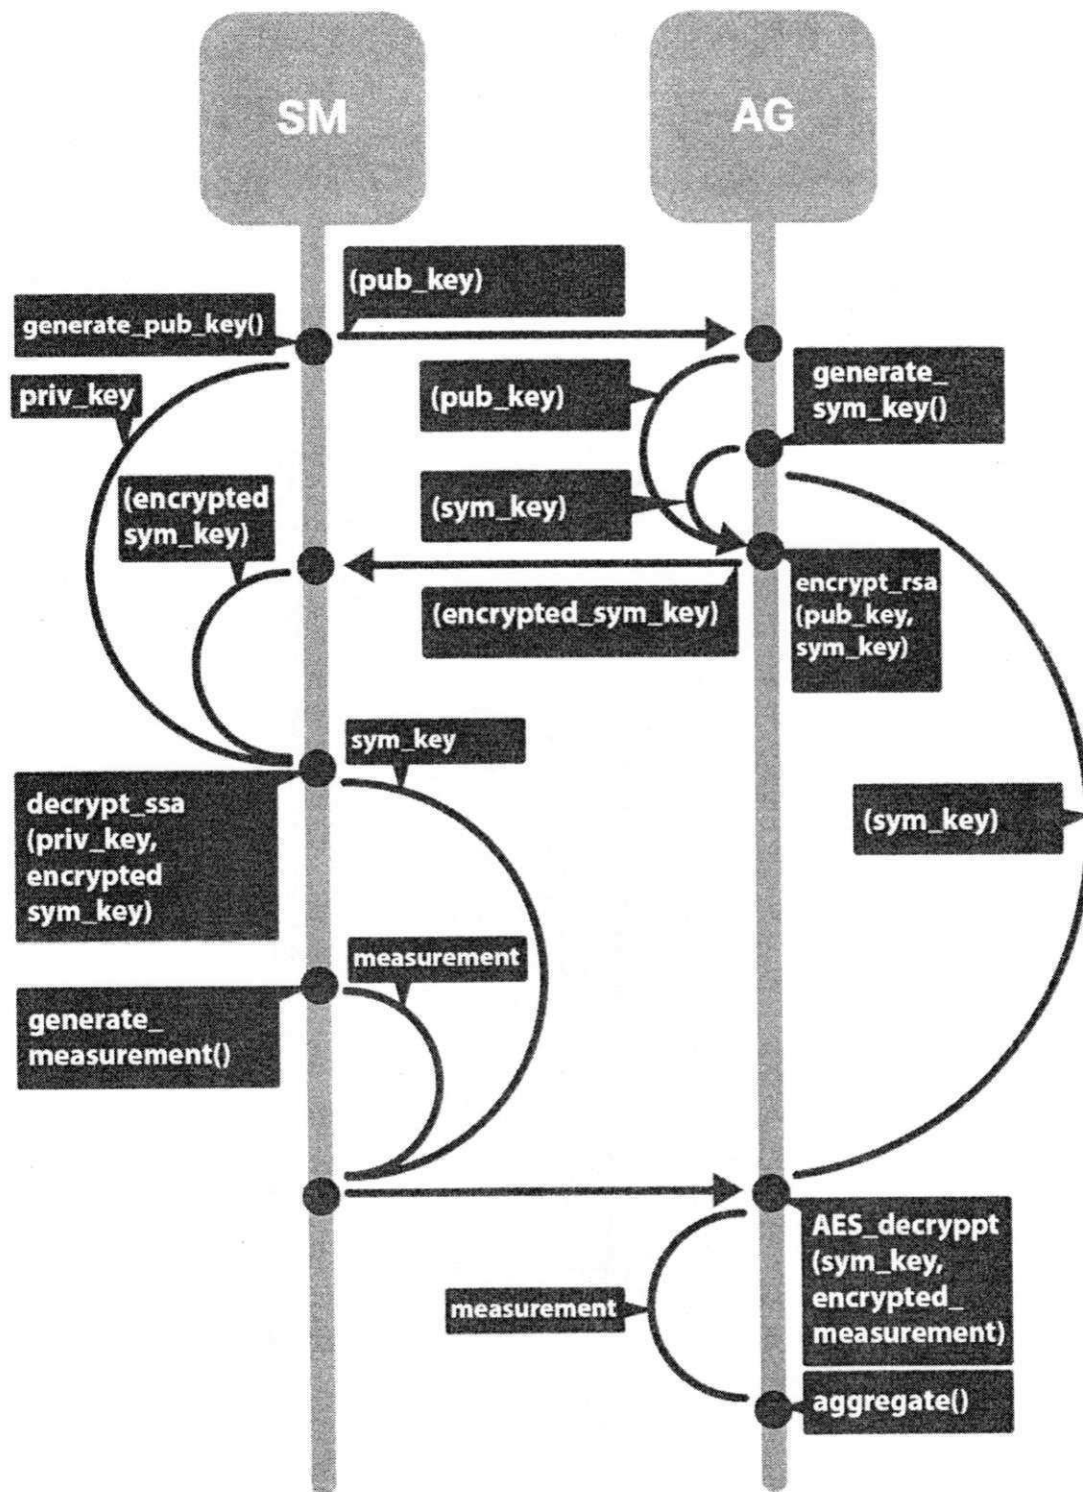 SM
AG
(pub_key)
generate_pub_key()
priv_key
(pub_key)
generate_
sym_key()
(encrypted
sym_key)
(sym_key)
(encrypted_sym_key)
encrypt_rsa
(pub_key,
sym_key)
sym_key
decrypt_ssa
(priv_key,
encrypted
sym_key)
(sym_key)
measurement
generate_
measurement()
AES_decryppt
(sym_key,
encrypted_
measurement)
measurement
aggregate()